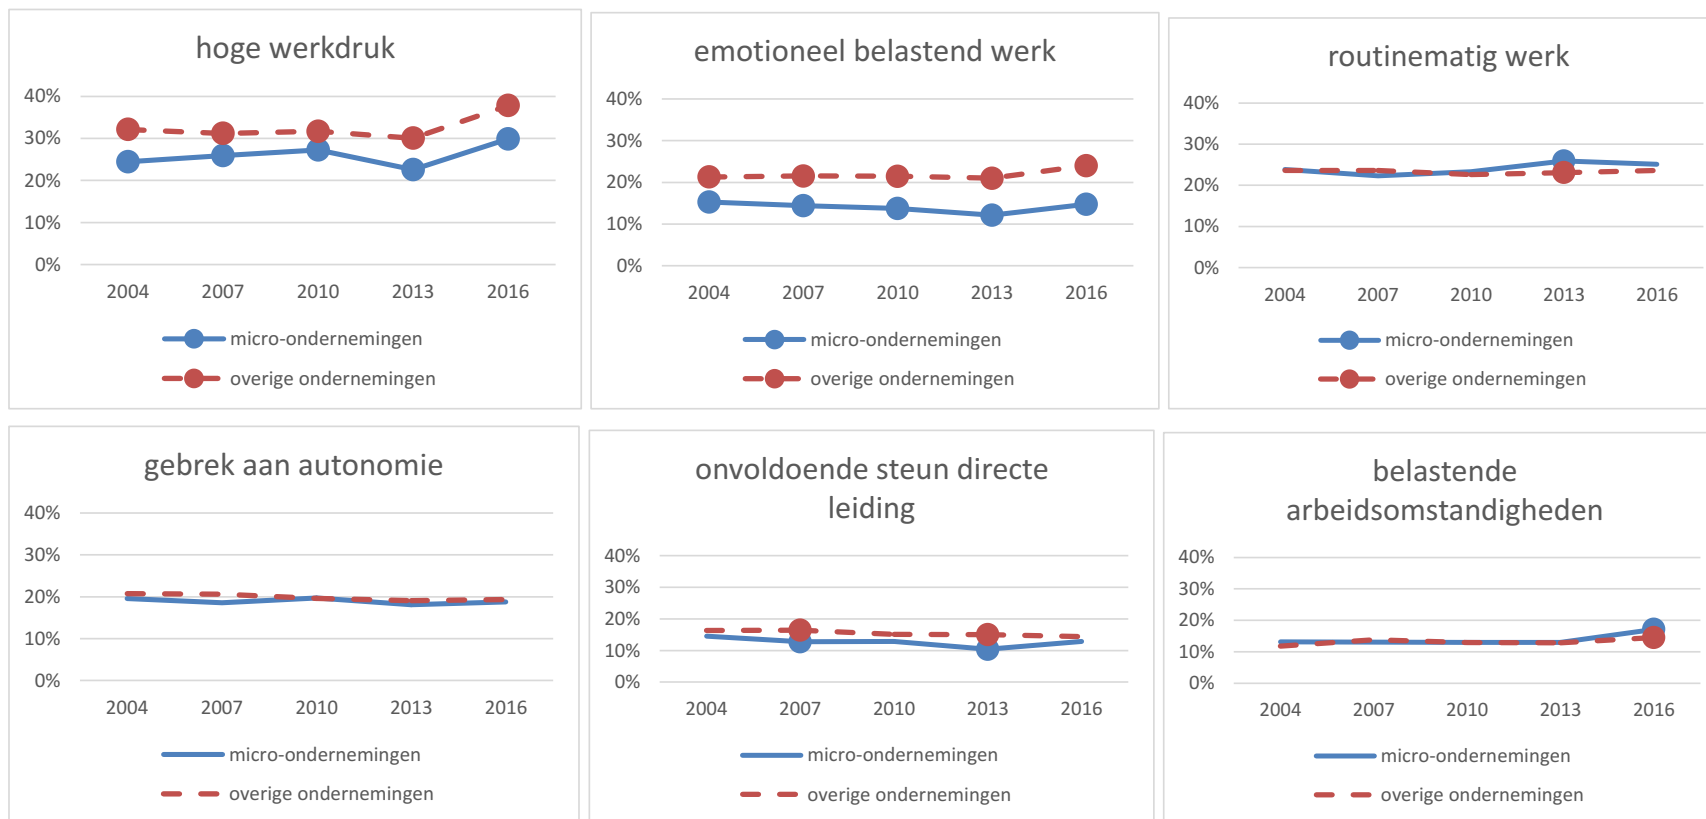 hoge werkdruk
40%
30%
20%
10%
0%
2004 2007 2010 2013 2016
micro-ondernemingen
overige ondernemingen
emotioneel belastend werk
40%
30%
20%
10%
0%
2004 2007 2010 2013 2016
micro-ondernemingen
overige ondernemingen
routinematig werk
40%
30%
20%
10%
0%
2004 2007 2010 2013 2016
micro-ondernemingen
overige ondernemingen
gebrek aan autonomie
40%
30%
20%
10%
0%
2004 2007 2010 2013 2016
micro-ondernemingen
overige ondernemingen
onvoldoende steun directe
leiding
40%
30%
20%
10%
0%
2004 2007 2010 2013 2016
micro-ondernemingen
overige ondernemingen
belastende
arbeidsomstandigheden
40%
30%
20%
10%
0%
2004 2007 2010 2013 2016
micro-ondernemingen
overige ondernemingen